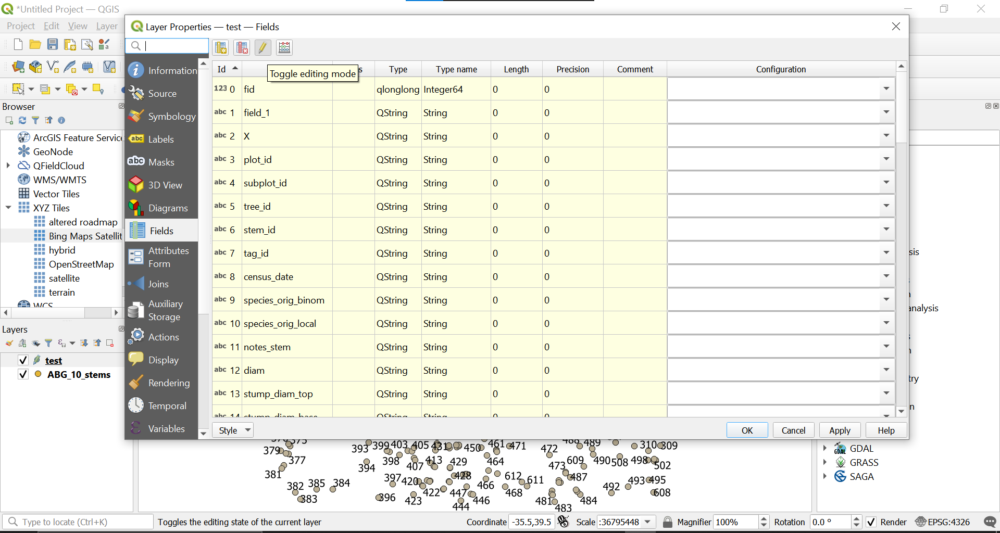 *Untitled Project — QGIS
Project Edit View Layer
Layer Properties — test — Fields
Toggle editing mode
Information
Source
Symbology
Labels
Masks
3D View
Diagrams
Fields
Attributes
Form
Joins
Auxiliary
Storage
Actions
Display
Rendering
Temporal
Variables
Id s Type Type name Length Precision Comment Configuration
123 0 fid qlonglong Integer64 0 0
abc 1 field_1 QString String 0 0
abc 2 X QString String 0 0
abc 3 plot_id QString String 0 0
abc 4 subplot_id QString String 0 0
abc 5 tree_id QString String 0 0
abc 6 stem_id QString String 0 0
abc 7 tag_id QString String 0 0
abc 8 census_date QString String 0 0
abc 9 species_orig_binom QString String 0 0
abc 10 species_orig_local QString String 0 0
abc 11 notes_stem QString String 0 0
abc 12 diam QString String 0 0
abc 13 stump_diam_top QString String 0 0
abc 14 stump_diam_base QString String 0 0
Style OK Cancel Apply Help
Browser
ArcGIS Feature Servic
GeoNode
QFieldCloud
WMS/WMTS
Vector Tiles
XYZ Tiles
altered roadmap
Bing Maps Satellit
hybrid
OpenStreetMap
satellite
terrain
WCS
Layers
test
ABG_10_stems
sis
analysis
try
n
GDAL
GRASS
SAGA
393 399 403 405 431 450 461 471 472 488 489 310 309
379 377 398 407 413 429 464 473 609 490 508 498 502
381 394 397 420 428 612 611 487 493 495
382 385 384 422 447 466 468 492 608
383 396 423 446 444 481 484 483
Type to locate (Ctrl+K) Toggles the editing state of the current layer Coordinate -35.5,39.5 Scale :36795448 Magnifier 100% Rotation 0.0 ° Render EPSG:4326